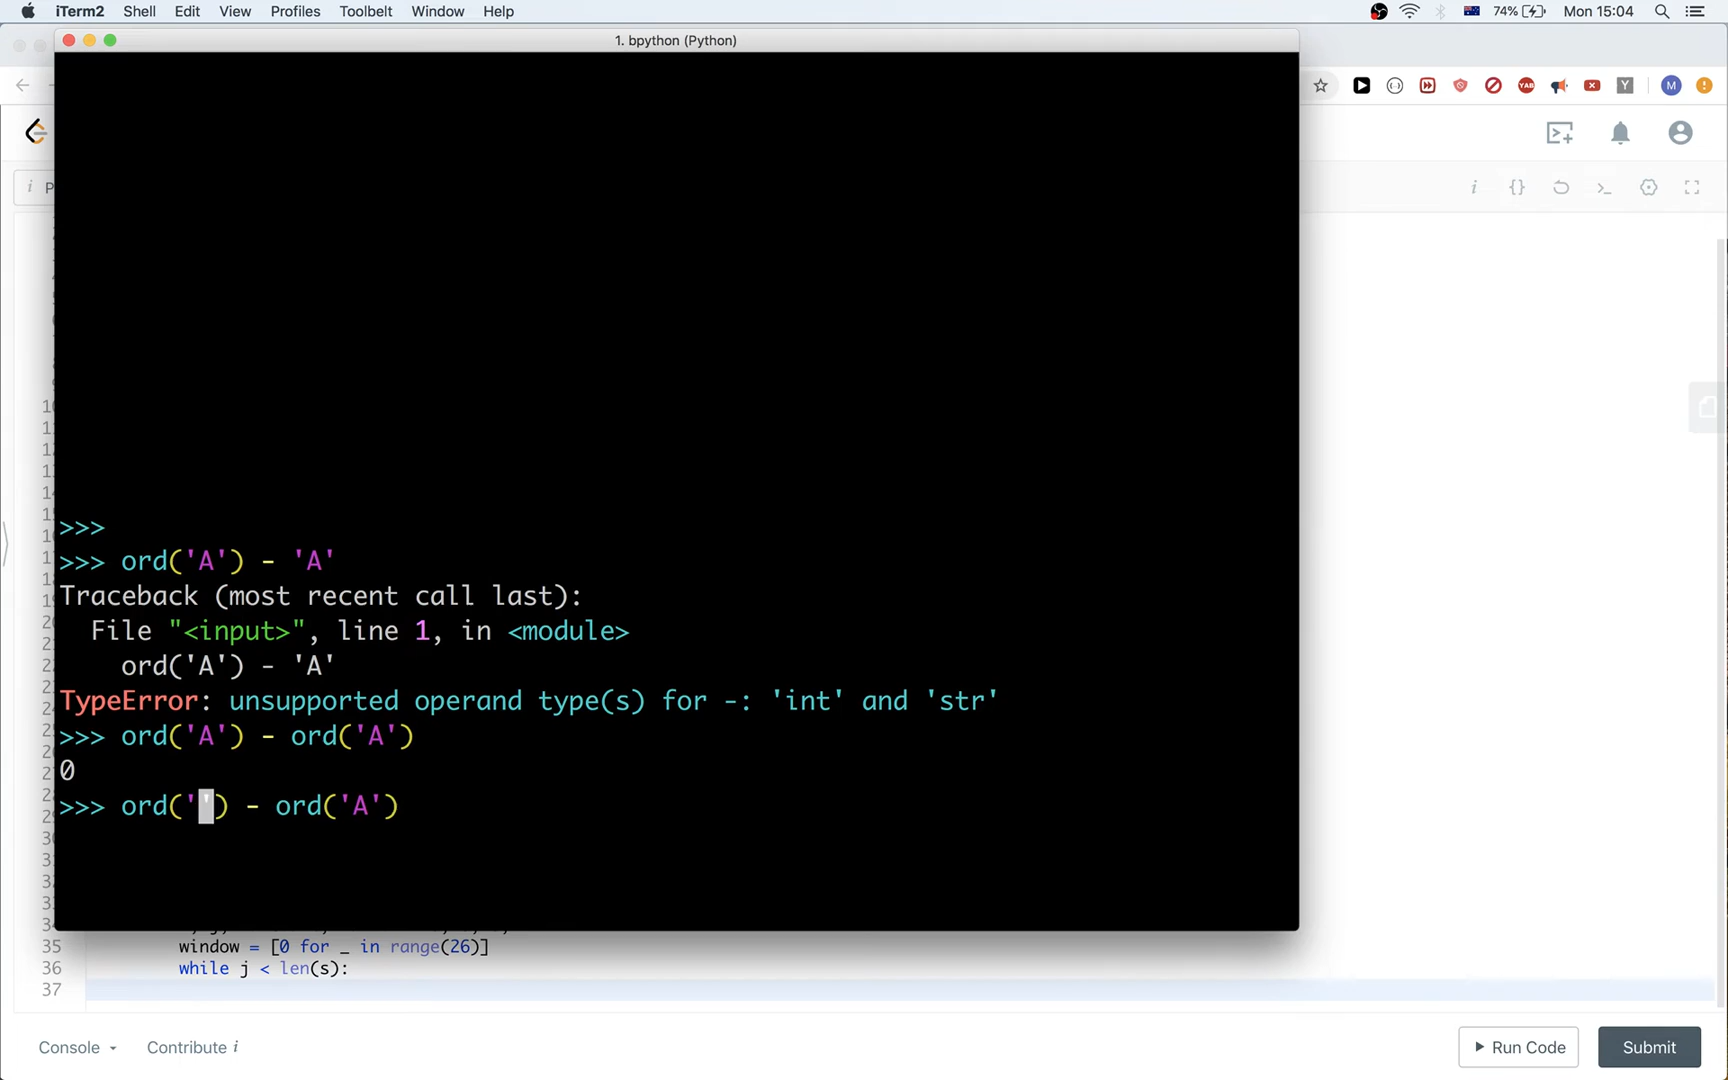 iTerm2 Shell Edit View Profiles Toolbelt Window Help 74% Mon 15:04
1. bpython (Python)
YAB Y M
i P i {} >_
>>>
>>> ord('A') - 'A'
Traceback (most recent call last):
File "<input>", line 1, in <module>
ord('A') - 'A'
TypeError: unsupported operand type(s) for -: 'int' and 'str'
>>> ord('A') - ord('A')
0
>>> ord('') - ord('A')
35 window = [0 for _ in range(26)]
36 while j < len(s):
37
Console Contribute i Run Code Submit